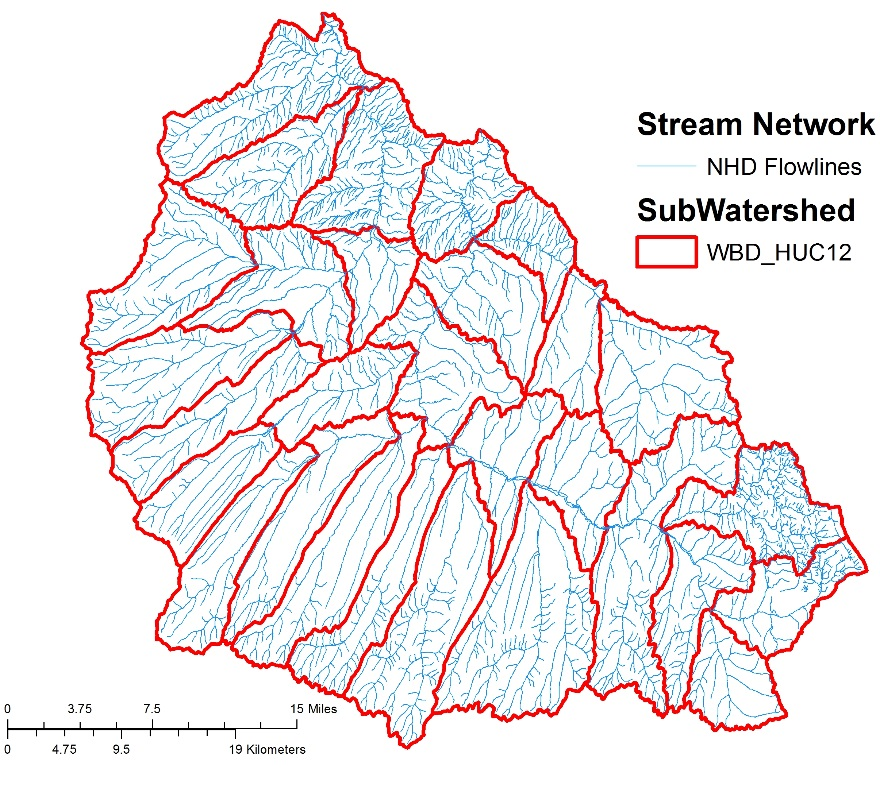 Stream Network
NHD Flowlines
SubWatershed
WBD_HUC12
0 3.75 7.5 15 Miles
0 4.75 9.5 19 Kilometers